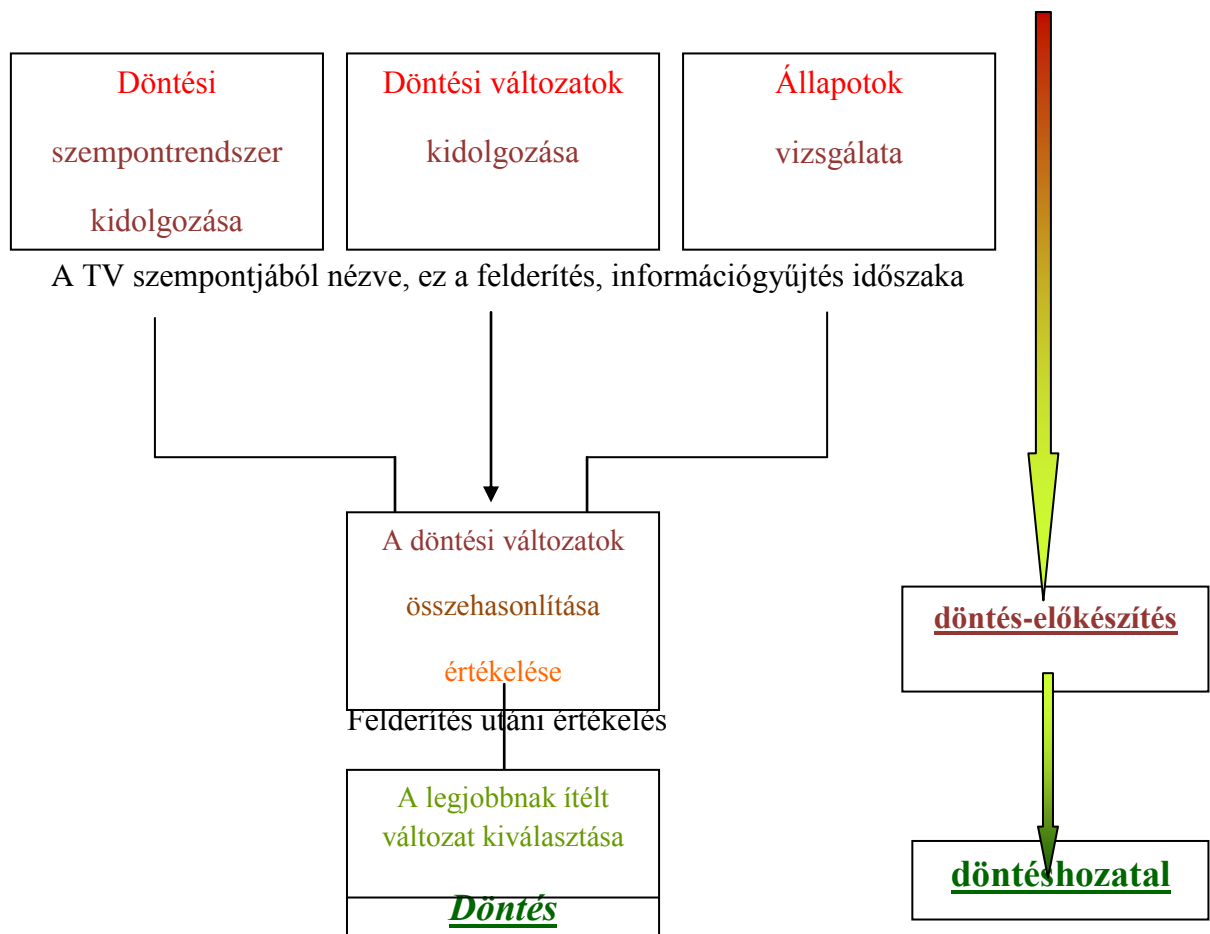 Döntési
szempontrendszer
kidolgozása
Döntési változatok
kidolgozása
Állapotok
vizsgálata
A TV szempontjából nézve, ez a felderítés, információgyűjtés időszaka
A döntési változatok
összehasonlítása
értékelése
Felderítés utáni értékelés
A legjobbnak ítélt
változat kiválasztása
Döntés
döntés-előkészítés
döntéshozatal